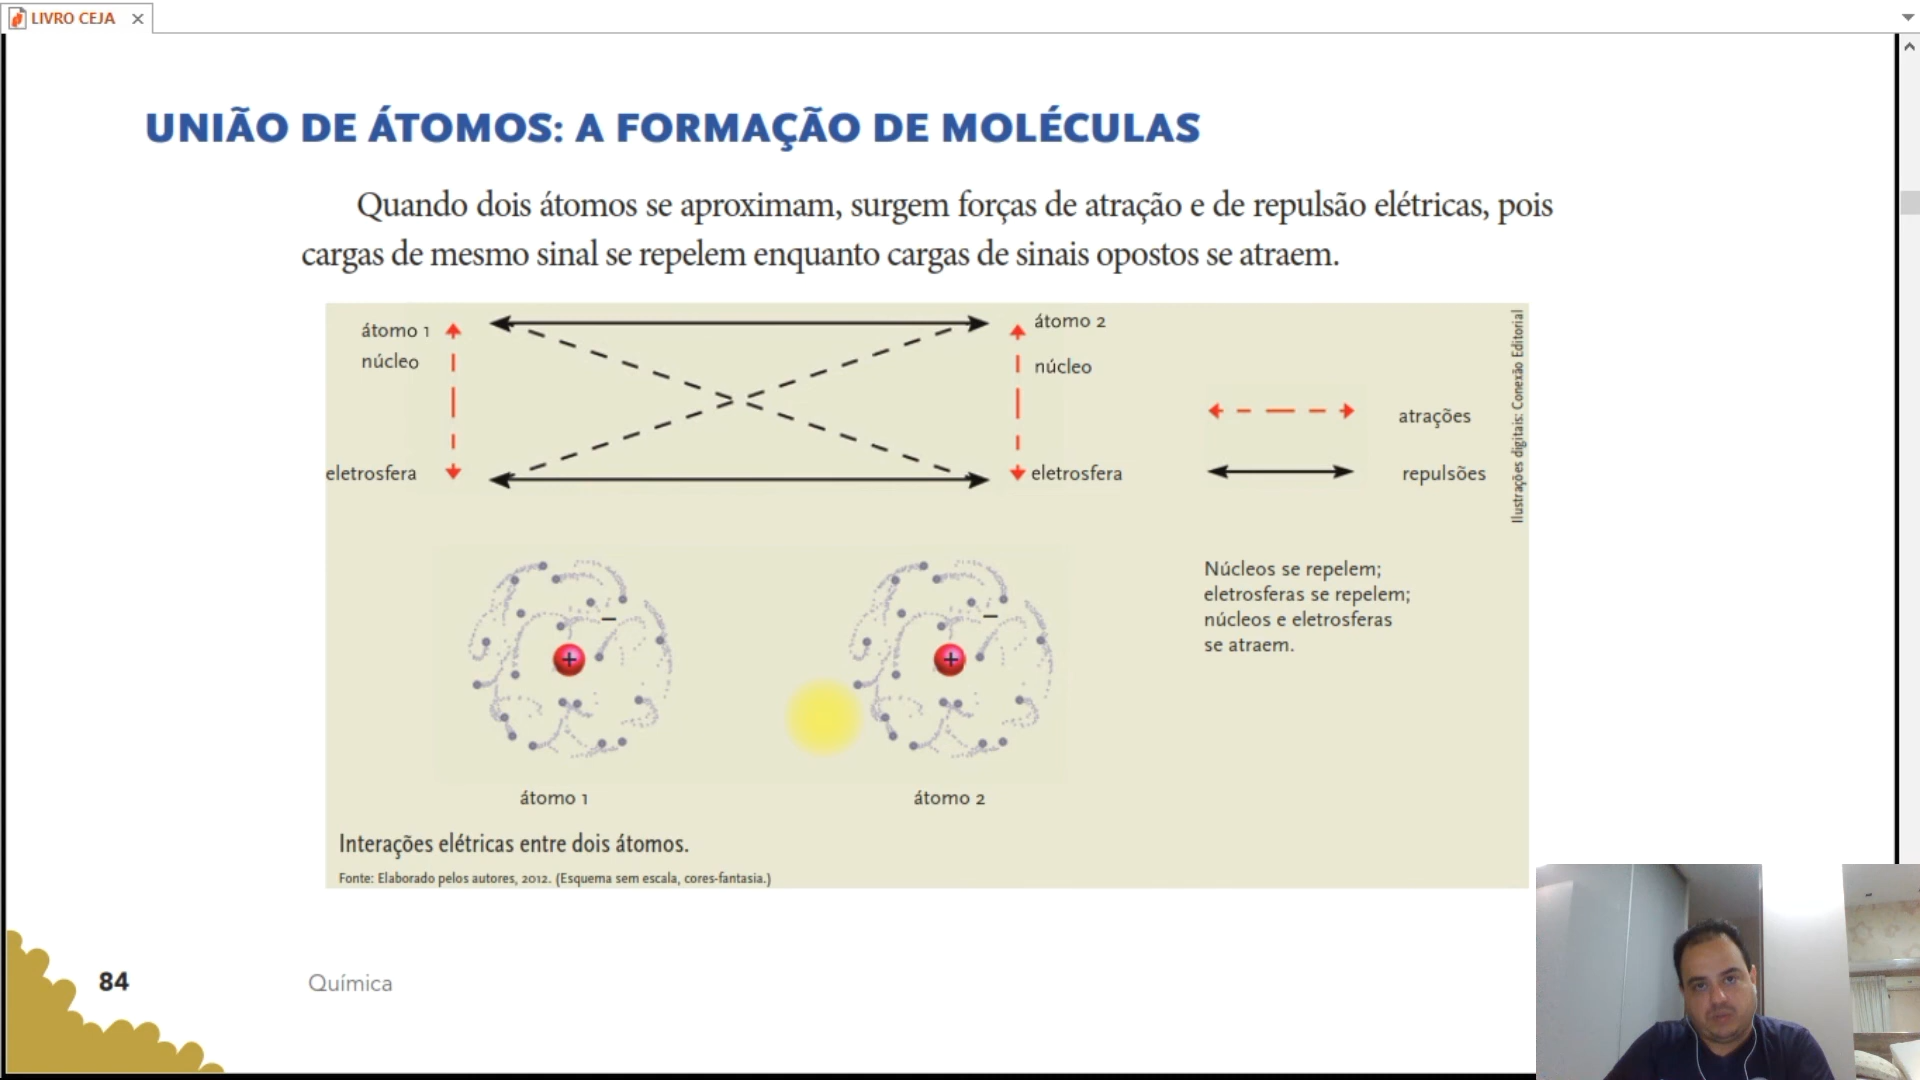 LIVRO CEJA
UNIÃO DE ÁTOMOS: A FORMAÇÃO DE MOLÉCULAS
Quando dois átomos se aproximam, surgem forças de atração e de repulsão elétricas, pois
cargas de mesmo sinal se repelem enquanto cargas de sinais opostos se atraem.
átomo 1
núcleo
eletrosfera
átomo 2
núcleo
eletrosfera
atrações
repulsões
Ilustrações digitais: Conexão Editorial
+
–
+
–
Núcleos se repelem;
eletrosferas se repelem;
núcleos e eletrosferas
se atraem.
átomo 1
átomo 2
Interações elétricas entre dois átomos.
Fonte: Elaborado pelos autores, 2012. (Esquema sem escala, cores-fantasia.)
84
Química